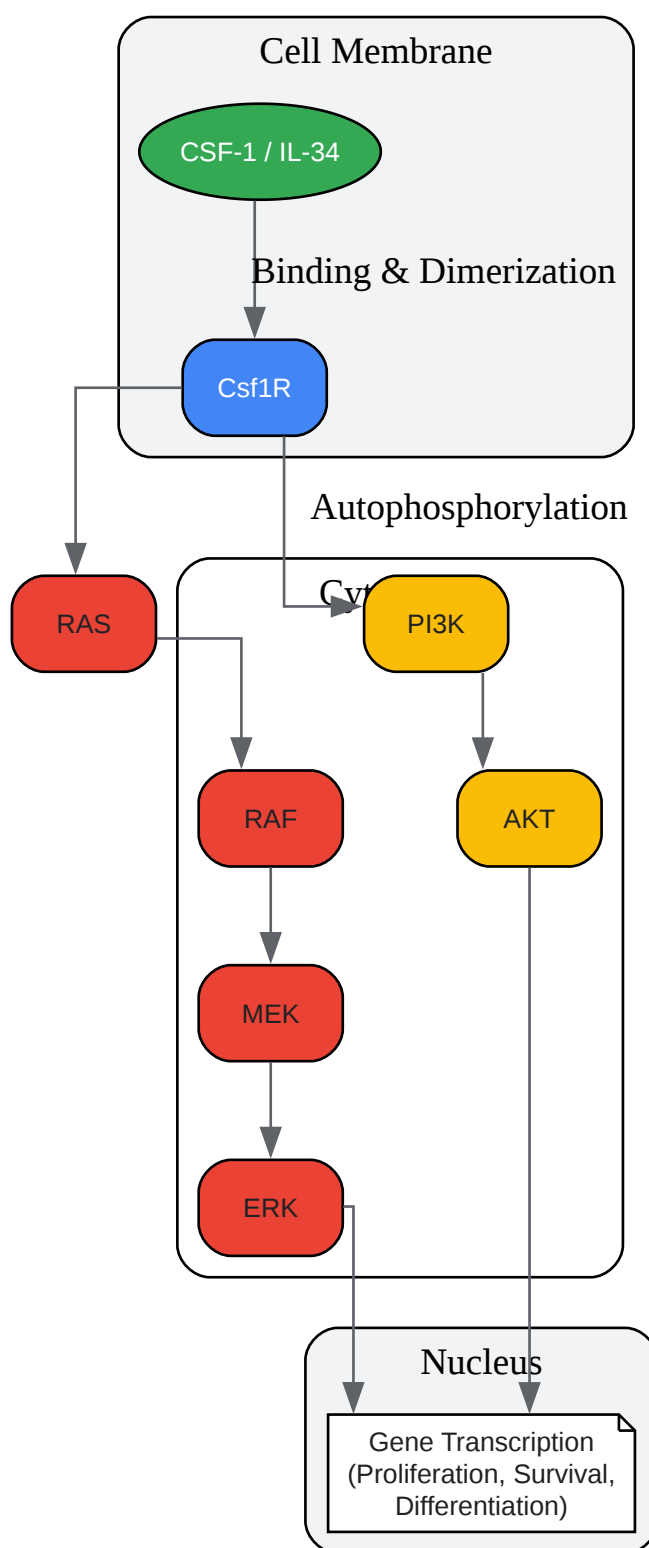 Cell Membrane
CSF-1 / IL-34
Binding & Dimerization
Csf1R
Autophosphorylation
RAS
PI3K
RAF
AKT
MEK
ERK
Nucleus
Gene Transcription
(Proliferation, Survival,
Differentiation)